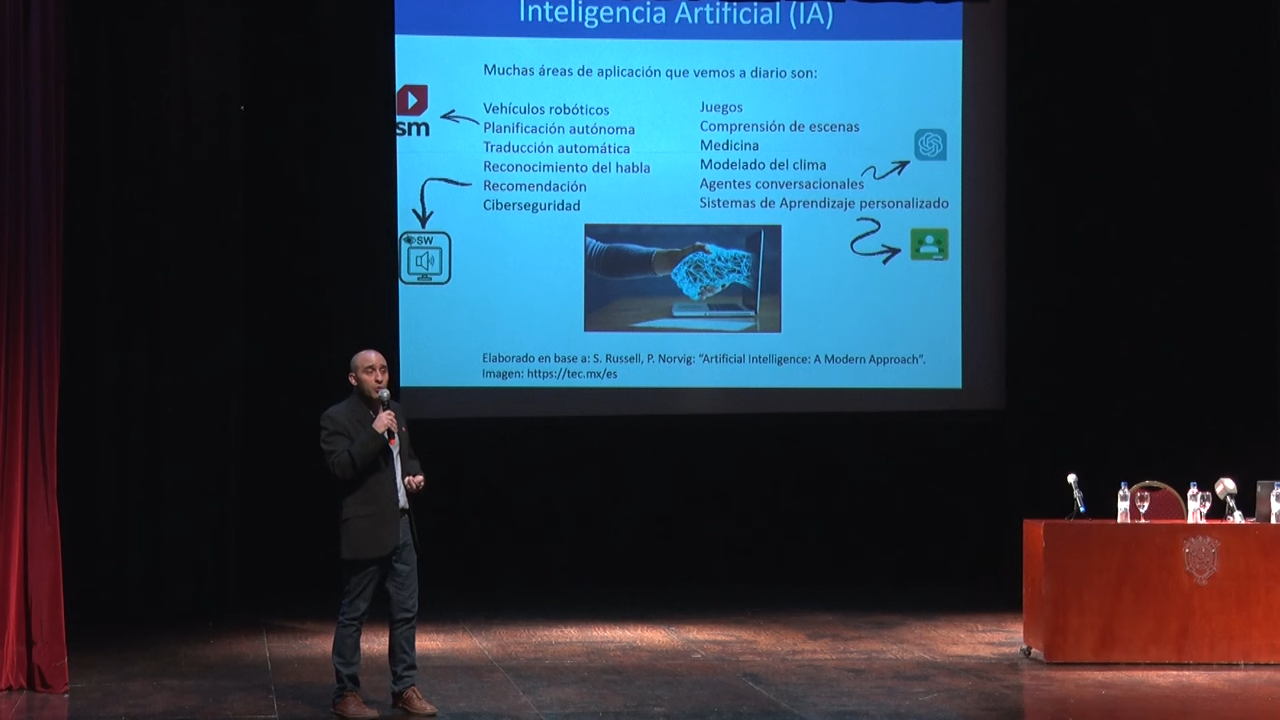 Inteligencia Artificial (IA)
Muchas áreas de aplicación que vemos a diario son:
Vehículos robóticos
Planificación autónoma
Traducción automática
Reconocimiento del habla
Recomendación
Ciberseguridad
Juegos
Comprensión de escenas
Medicina
Modelado del clima
Agentes conversacionales
Sistemas de Aprendizaje personalizado
sm
SW
Elaborado en base a: S. Russell, P. Norvig: “Artificial Intelligence: A Modern Approach”.
Imagen: https://tec.mx/es